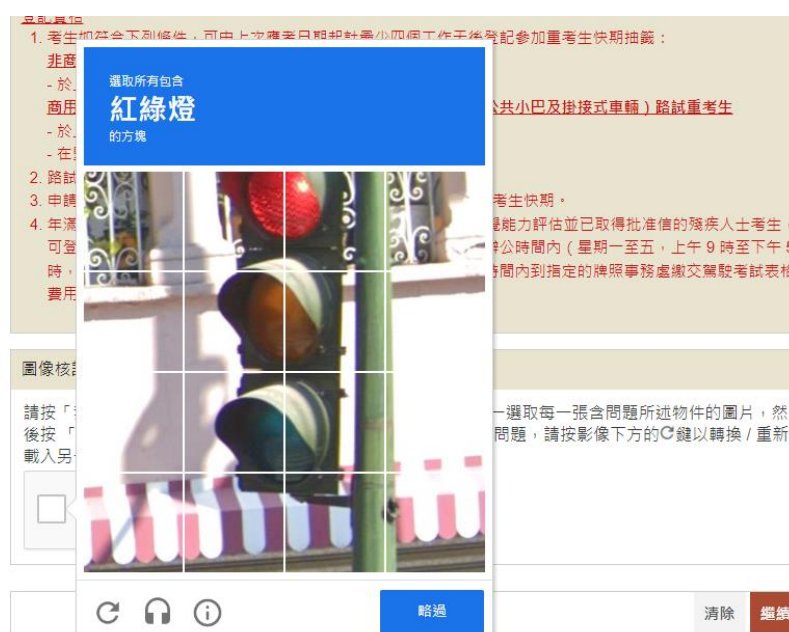 登記資格
1. 考生如符合下列條件，可由上次應考日期起計最少四個工作天後登記參加重考生快期抽籤：
非商
- 於
選取所有包含
商用
紅綠燈
公共小巴及掛接式車輛）路試重考生
- 於
的方塊
- 在
2. 路試
3. 申請
考生快期。
4. 年滿
能力評估並已取得批准信的殘疾人士考生，
可登
辦公時間內（星期一至五，上午 9 時至下午 5
時，
時間內到指定的牌照事務處繳交駕駛考試表格
費用
圖像核
請按「
一選取每一張含問題所述物件的圖片，然
後按「
問題，請按影像下方的 鍵以轉換 / 重新
載入另
略過
清除
繼續